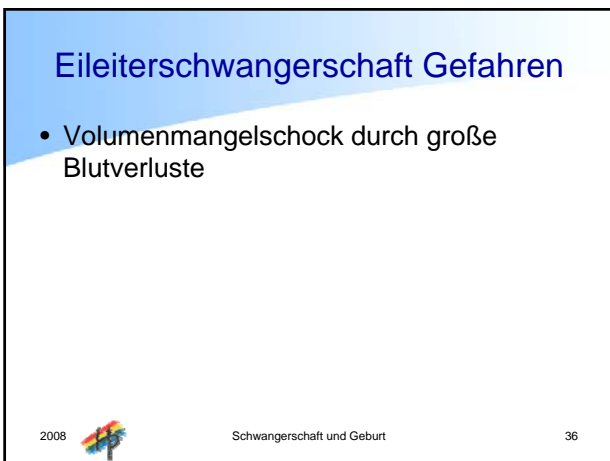 Eileiterschwangerschaft Gefahren
• Volumenmangelschock durch große
Blutverluste
2008 Schwangerschaft und Geburt 36